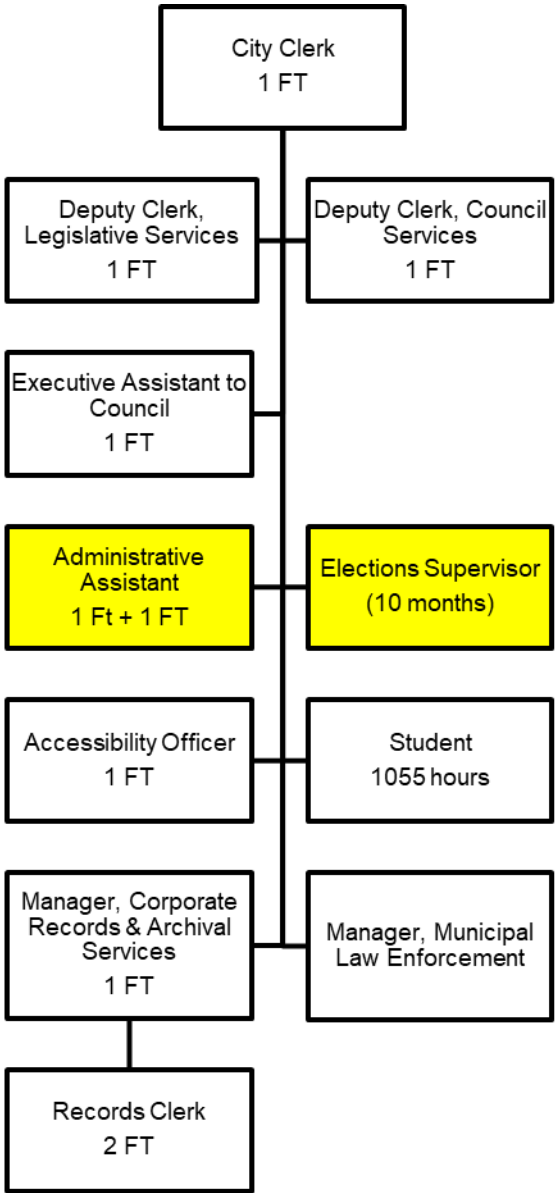 City Clerk
1 FT
Deputy Clerk,
Legislative Services
1 FT
Deputy Clerk, Council
Services
1 FT
Executive Assistant to
Council
1 FT
Administrative
Assistant
1 Ft + 1 FT
Elections Supervisor
(10 months)
Accessibility Officer
1 FT
Student
1055 hours
Manager, Corporate
Records & Archival
Services
1 FT
Manager, Municipal
Law Enforcement
Records Clerk
2 FT